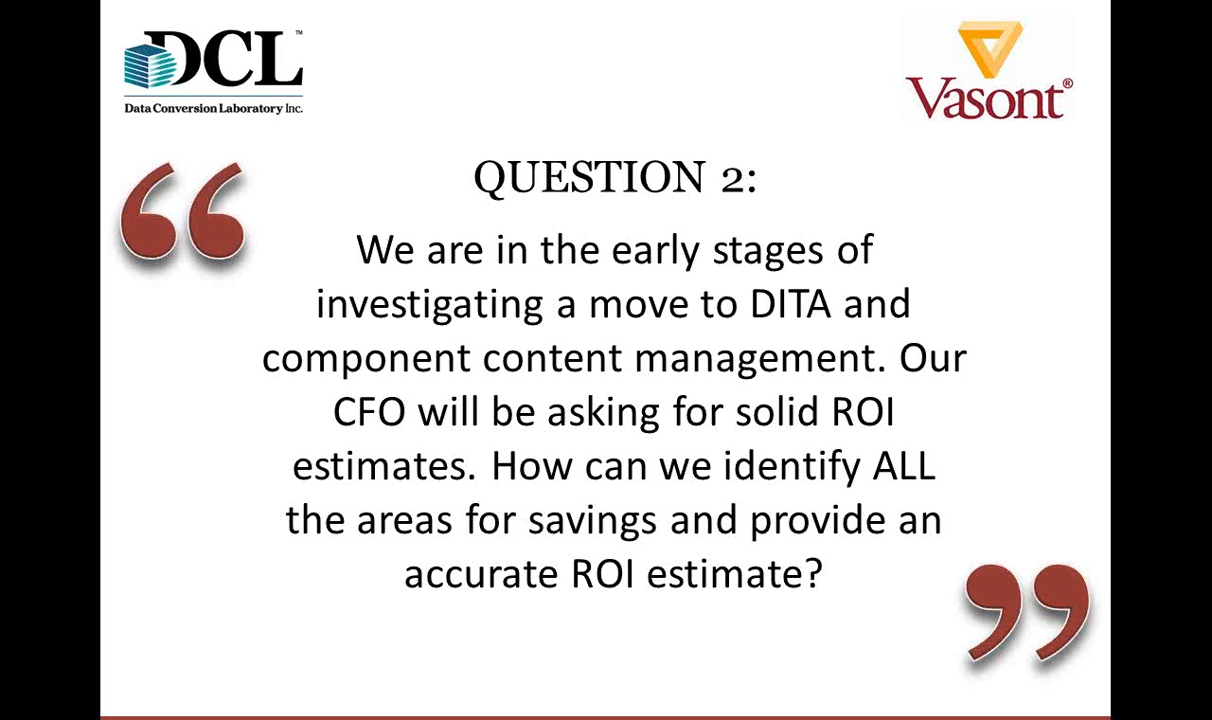 DCL™
Data Conversion Laboratory Inc.
Vasont®
“
QUESTION 2:
We are in the early stages of
investigating a move to DITA and
component content management. Our
CFO will be asking for solid ROI
estimates. How can we identify ALL
the areas for savings and provide an
accurate ROI estimate?
”